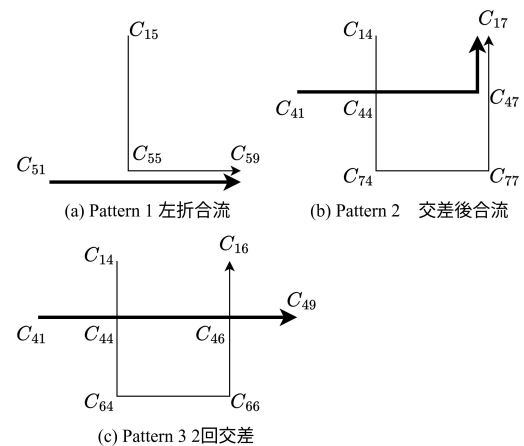 C₁₅
C₅₅
C₅₉
C₅₁
(a) Pattern 1 左折合流
C₁₇
C₁₄
C₄₁
C₄₄
C₄₇
C₇₄
C₇₇
(b) Pattern 2　交差後合流
C₁₄
C₁₆
C₄₉
C₄₁
C₄₄
C₄₆
C₆₄
C₆₆
(c) Pattern 3 2回交差